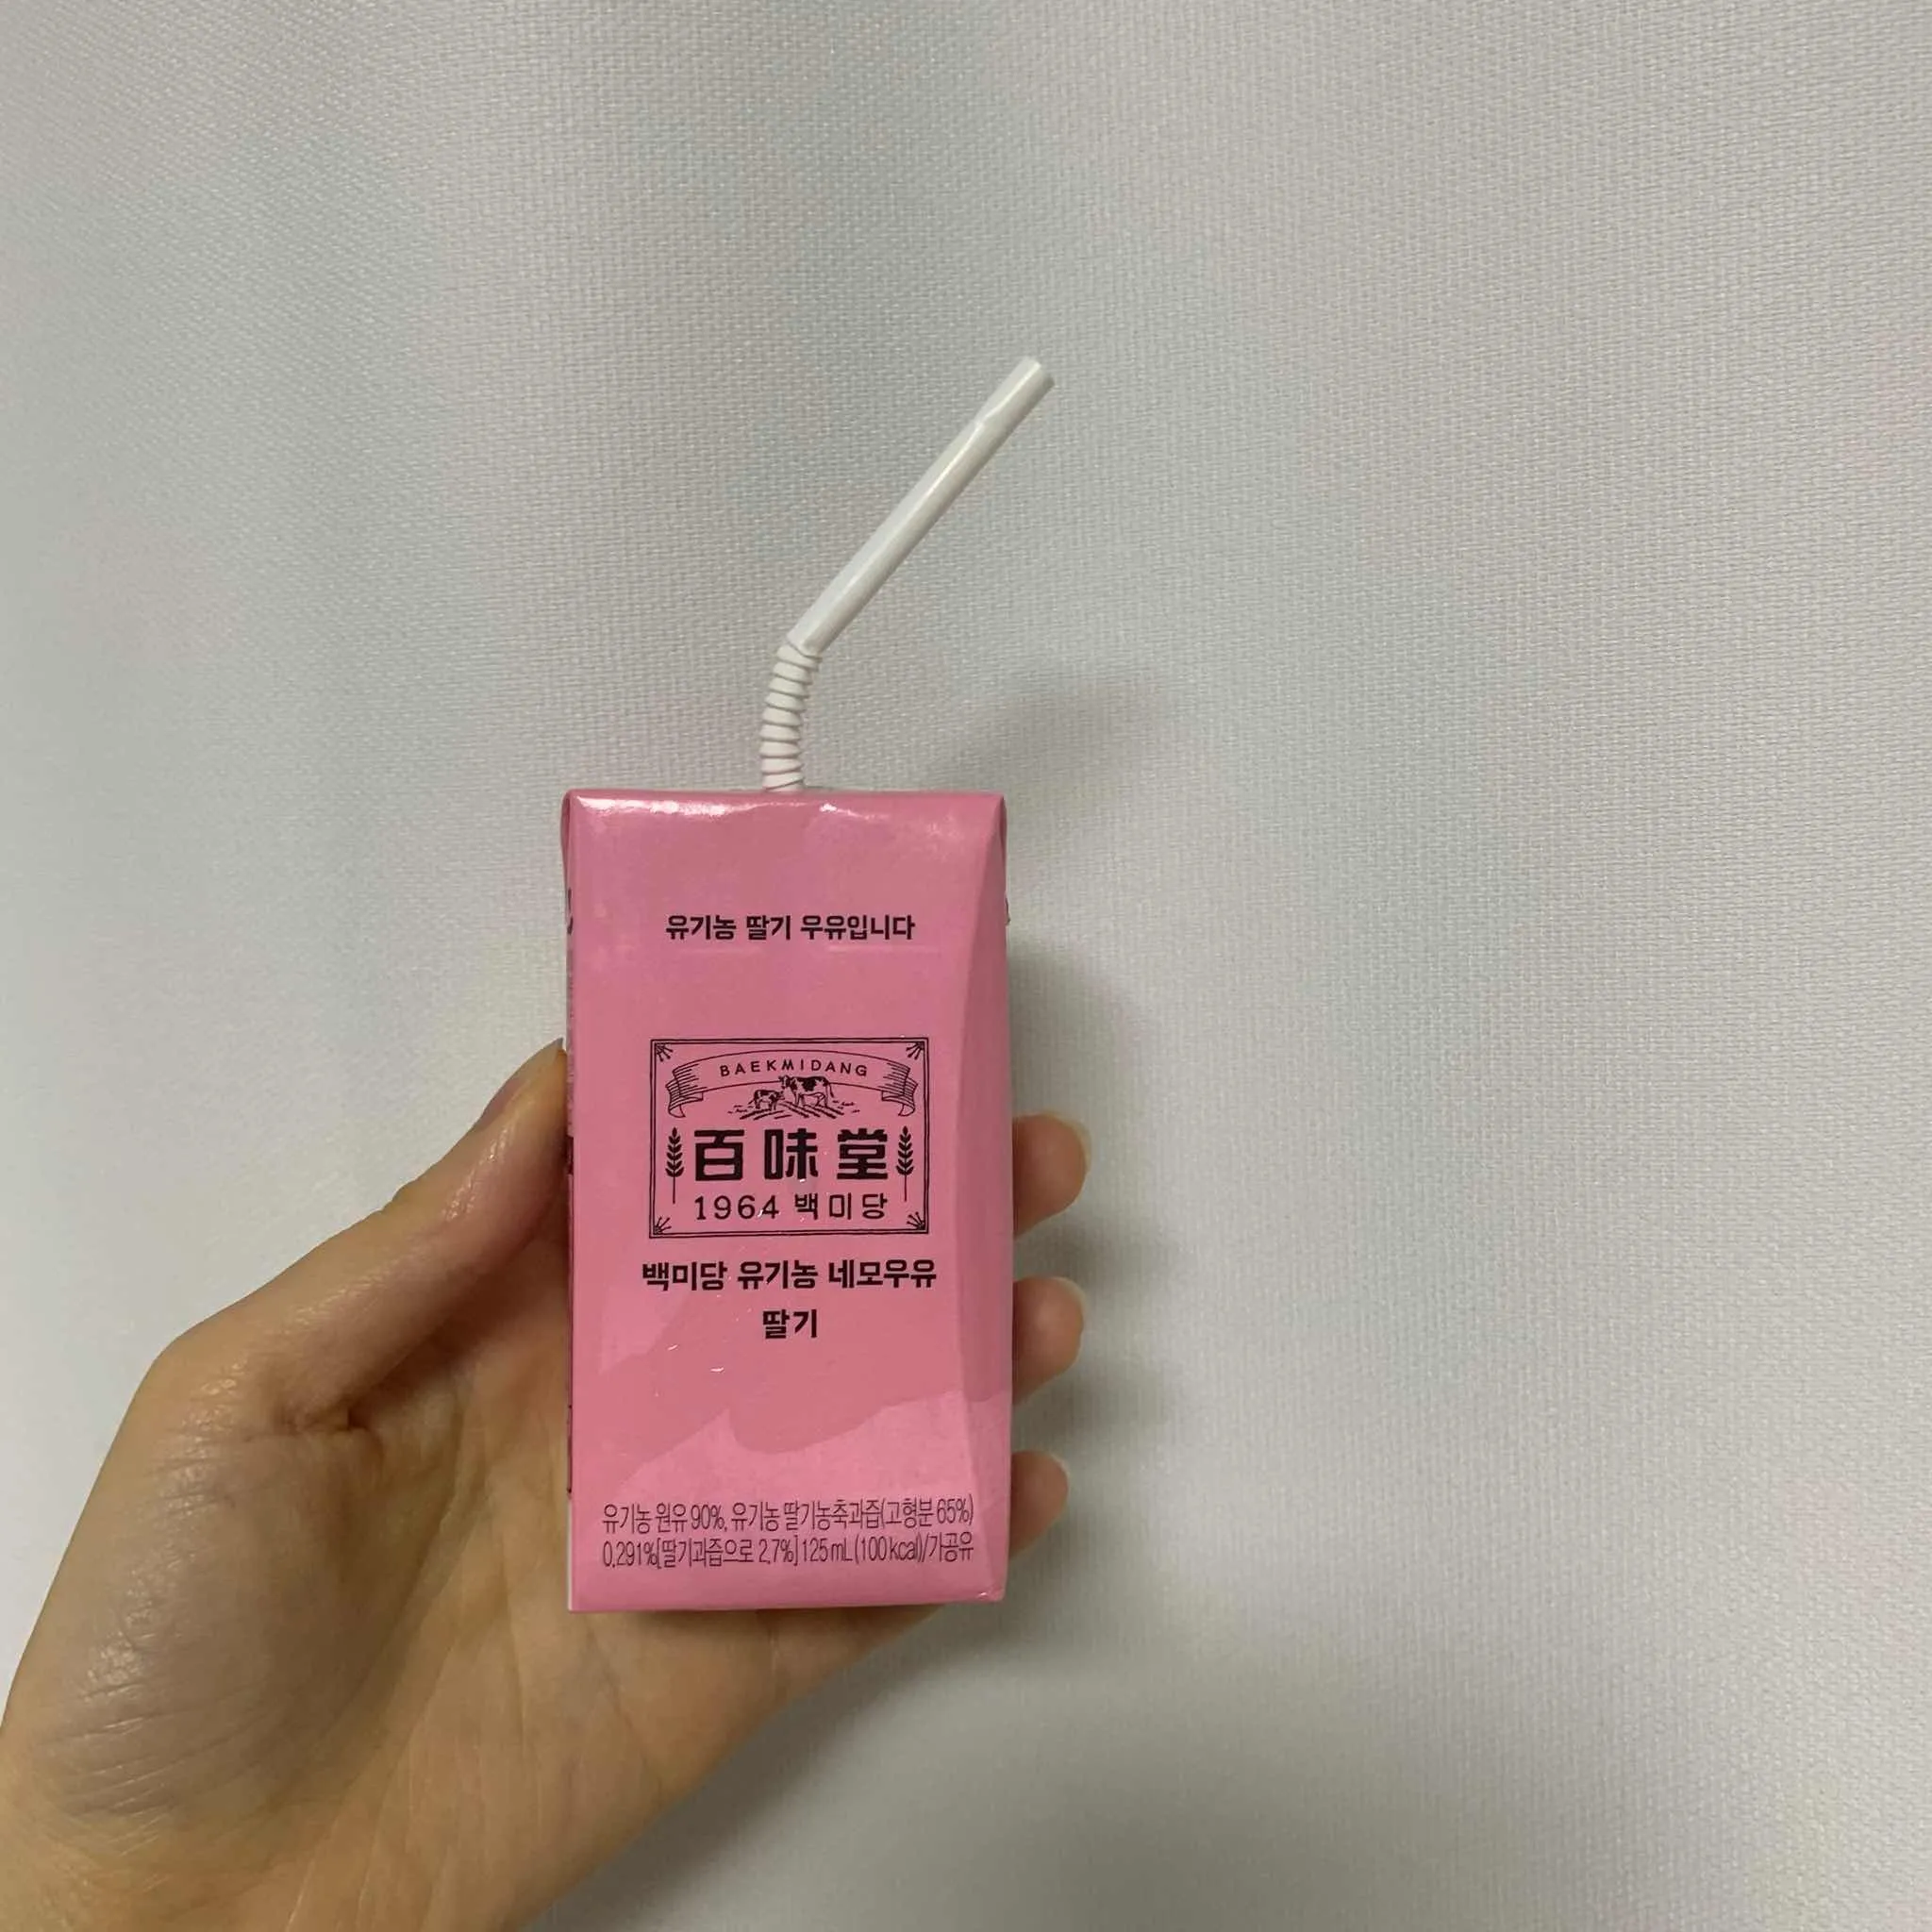 유기농 딸기 우유입니다
BAEKMIDANG
百味堂
1964 백미당
백미당 유기농 네모우유
딸기
유기농 원유 90%, 유기농 딸기농축과즙(고형분 65%)
0.291%[딸기과즙으로 2.7%] 125 mL (100 kcal)/가공유